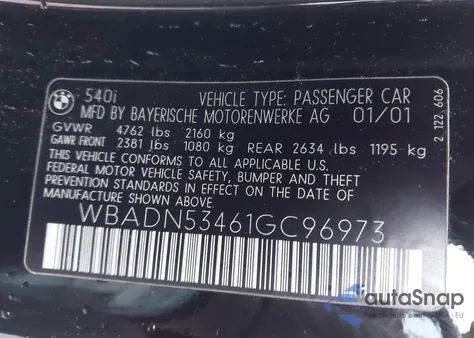 540i VEHICLE TYPE: PASSENGER CAR
MFD BY BAYERISCHE MOTORENWERKE AG 01/01
GVWR 4762 lbs 2160 kg
GAWR FRONT 2381 lbs 1080 kg REAR 2634 lbs 1195 kg
THIS VEHICLE CONFORMS TO ALL APPLICABLE U.S.
FEDERAL MOTOR VEHICLE SAFETY, BUMPER AND THEFT
PREVENTION STANDARDS IN EFFECT ON THE DATE OF
MANUFACTURE SHOWN ABOVE.
WBADN53461GC96973
2 122 606
autaSnap